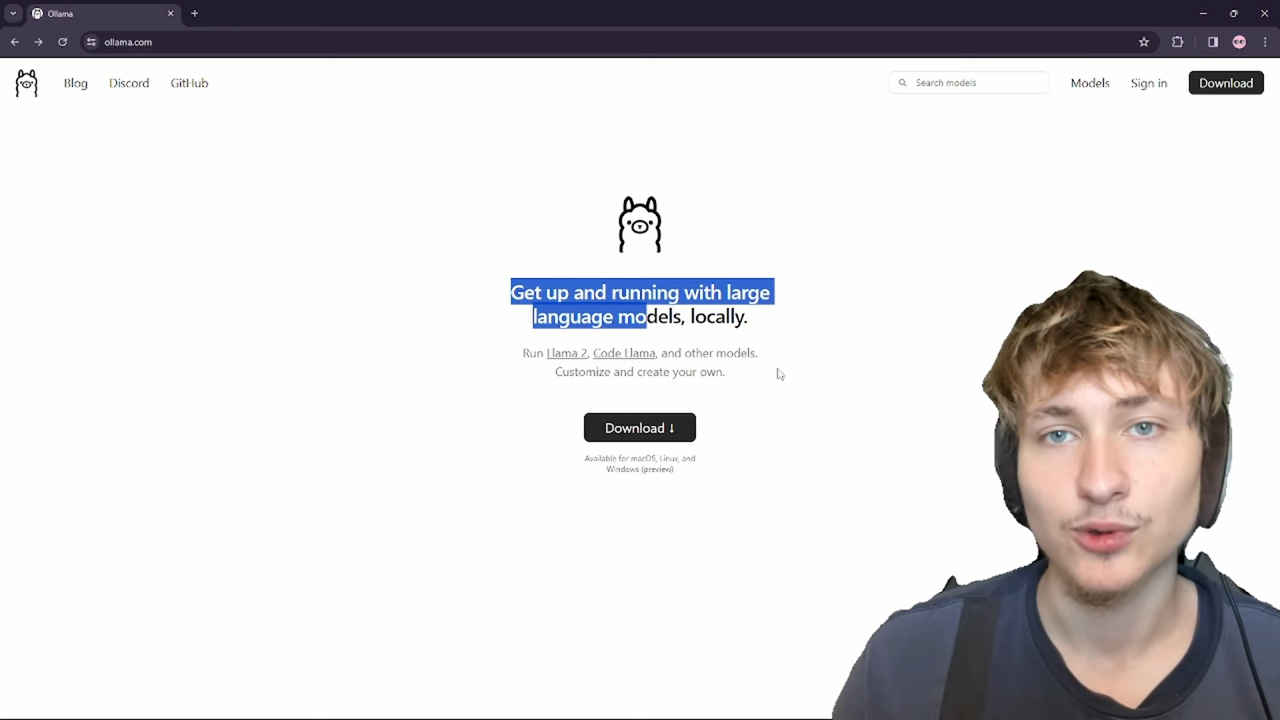 Ollama
ollama.com
Blog
Discord
GitHub
Search models
Models
Sign in
Download
Get up and running with large
language models, locally.
Run Llama 2, Code Llama, and other models.
Customize and create your own.
Download ↓
Available for macOS, Linux, and
Windows (preview)